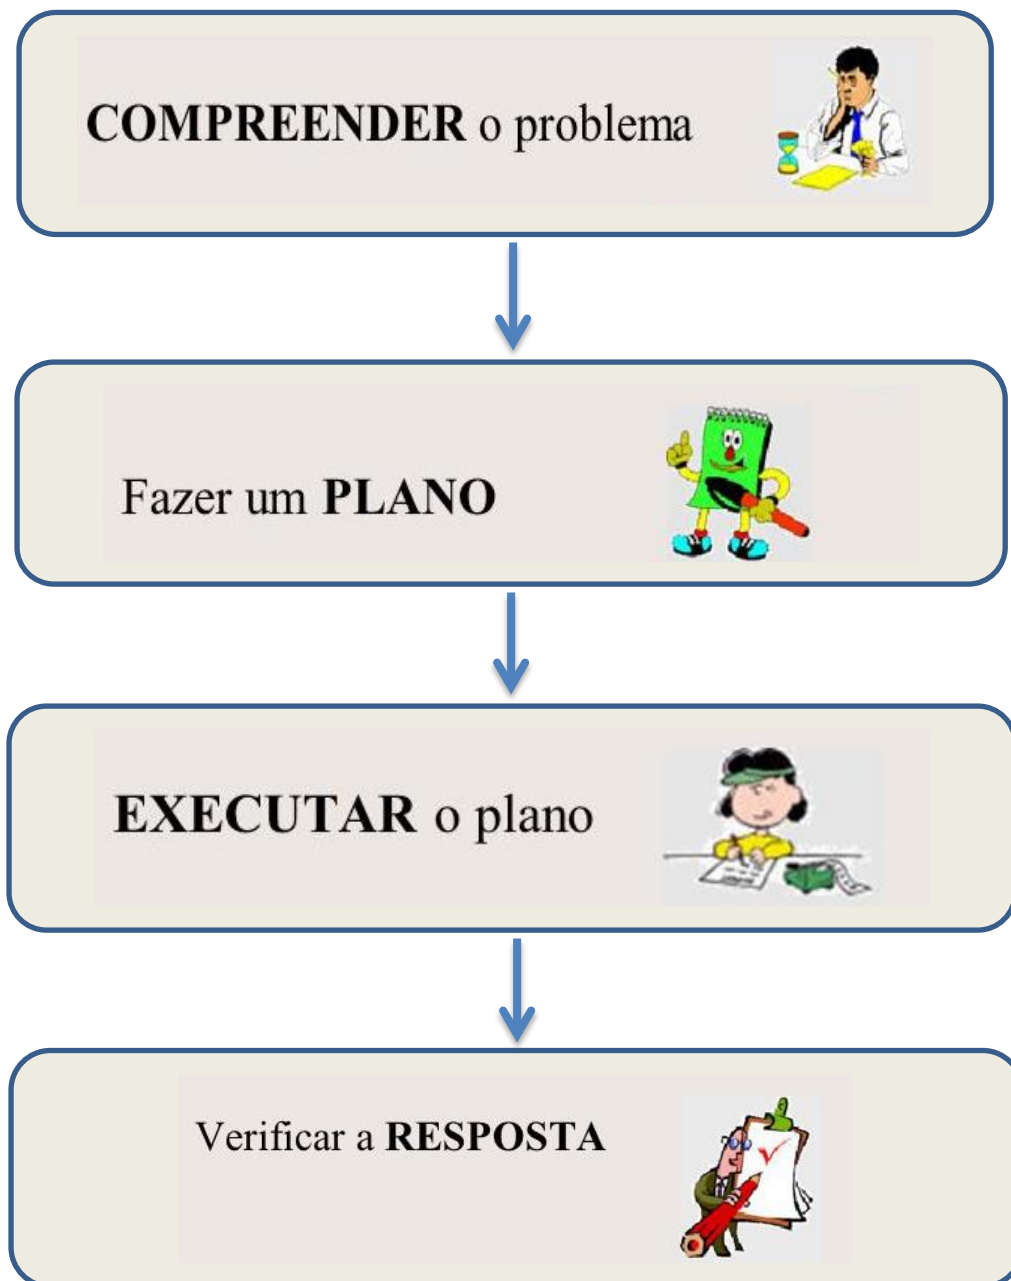 COMPREENDER o problema
Fazer um PLANO
EXECUTAR o plano
Verificar a RESPOSTA